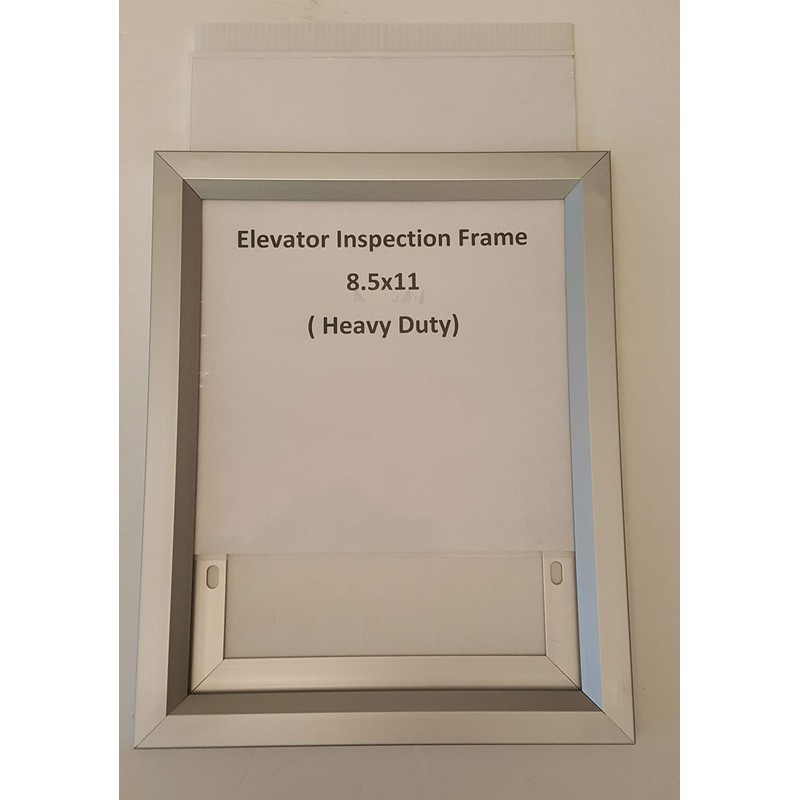 Elevator Inspection Frame
8.5x11
( Heavy Duty)